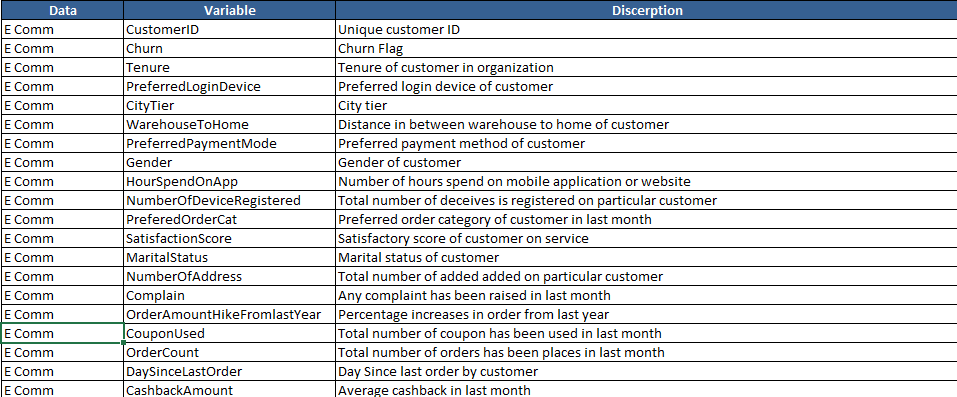 Data Variable Discerption
E Comm CustomerID Unique customer ID
E Comm Churn Churn Flag
E Comm Tenure Tenure of customer in organization
E Comm PreferredLoginDevice Preferred login device of customer
E Comm CityTier City tier
E Comm WarehouseToHome Distance in between warehouse to home of customer
E Comm PreferredPaymentMode Preferred payment method of customer
E Comm Gender Gender of customer
E Comm HourSpendOnApp Number of hours spend on mobile application or website
E Comm NumberOfDeviceRegistered Total number of deceives is registered on particular customer
E Comm PreferedOrderCat Preferred order category of customer in last month
E Comm SatisfactionScore Satisfactory score of customer on service
E Comm MaritalStatus Marital status of customer
E Comm NumberOfAddress Total number of added added on particular customer
E Comm Complain Any complaint has been raised in last month
E Comm OrderAmountHikeFromlastYear Percentage increases in order from last year
E Comm CouponUsed Total number of coupon has been used in last month
E Comm OrderCount Total number of orders has been places in last month
E Comm DaySinceLastOrder Day Since last order by customer
E Comm CashbackAmount Average cashback in last month